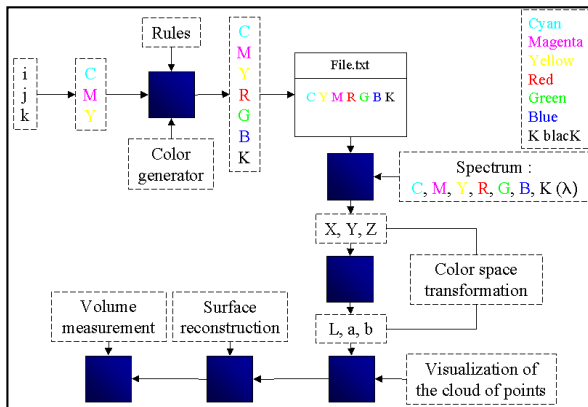 Rules
i
j
k
C
M
Y
Color
generator
C
M
Y
R
G
B
K
File.txt
C Y M R G B K
Cyan
Magenta
Yellow
Red
Green
Blue
K blacK
Spectrum :
C, M, Y, R, G, B, K (λ)
X, Y, Z
Color space
transformation
L, a, b
Volume
measurement
Surface
reconstruction
Visualization of
the cloud of points